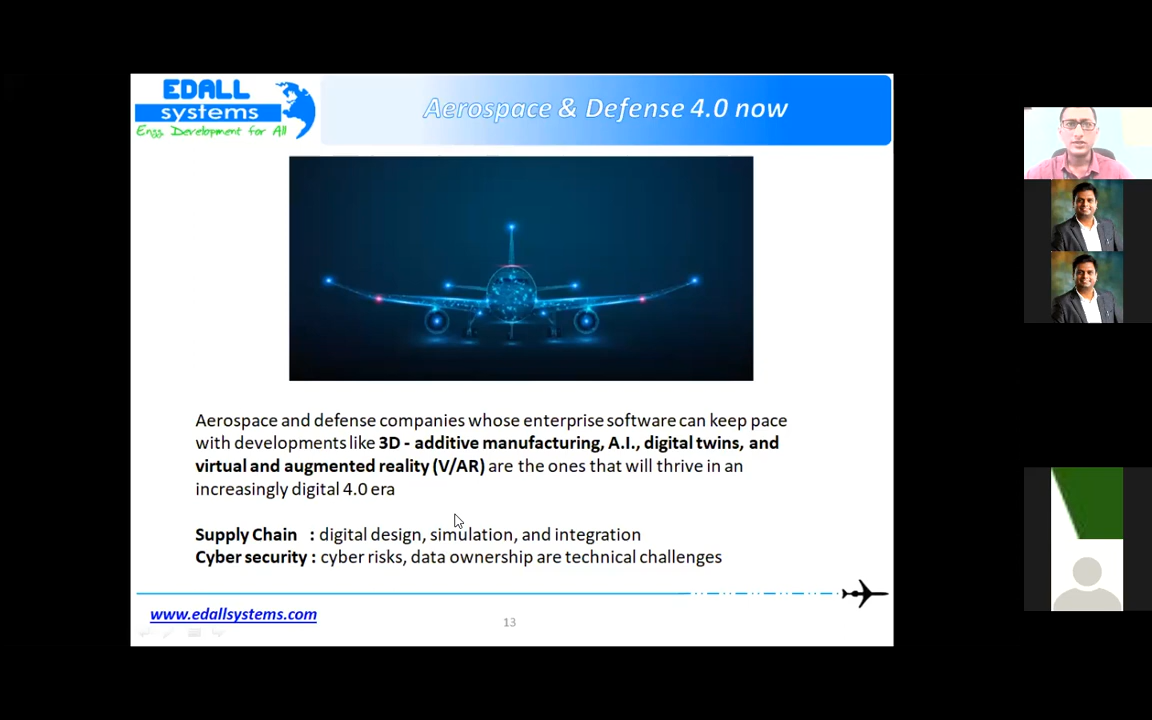 EDALL
systems
Engg. Development for All
Aerospace & Defense 4.0 now
Aerospace and defense companies whose enterprise software can keep pace
with developments like 3D - additive manufacturing, A.I., digital twins, and
virtual and augmented reality (V/AR) are the ones that will thrive in an
increasingly digital 4.0 era
Supply Chain : digital design, simulation, and integration
Cyber security : cyber risks, data ownership are technical challenges
www.edallsystems.com
13